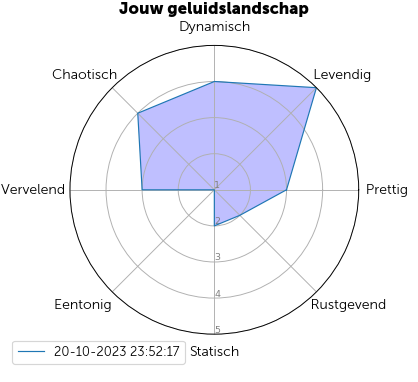 Jouw geluidslandschap
Dynamisch
Chaotisch
Levendig
Vervelend
1
Prettig
2
3
4
Eentonig
Rustgevend
5
20-10-2023 23:52:17
Statisch